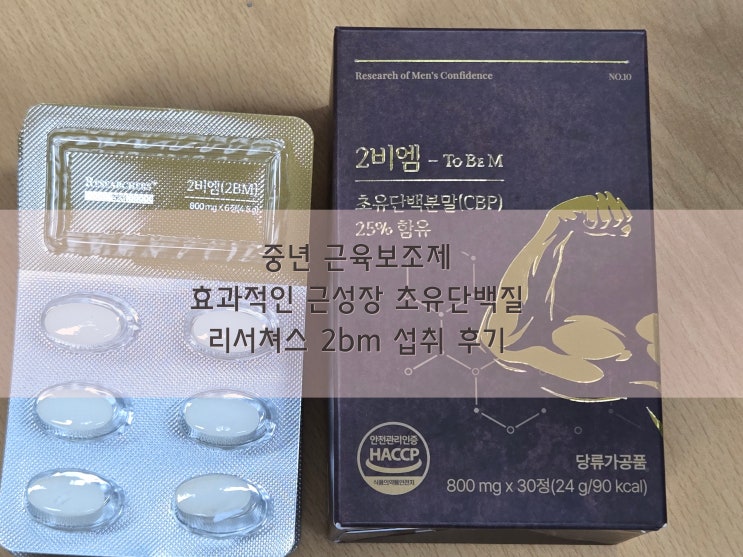 Research of Men's Confidence
NO.10
2비엠 - TO BE M
초유단백분말(CBP)
25% 함유
RESEARCHERS
2비엠(2BM)
800mg x 6정(4.8g)
중년 근육보조제
효과적인 근성장 초유단백질
리서쳐스 2bm 섭취 후기
안전관리인증
HACCP
식품의약품안전처
당류가공품
800 mg x 30정(24 g/90 kcal)